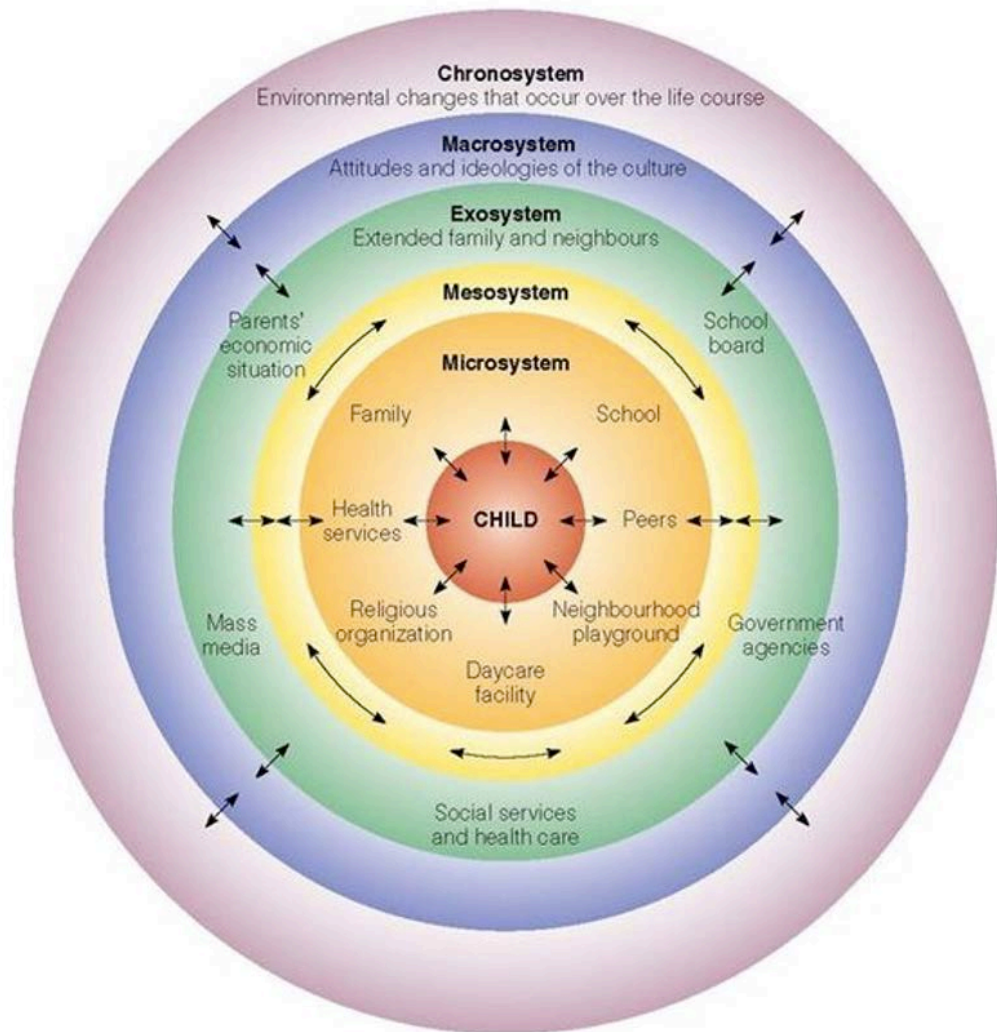 Chronosystem
Environmental changes that occur over the life course
Macrosystem
Attitudes and ideologies of the culture
Exosystem
Extended family and neighbours
Mesosystem
Parents'
economic
situation
School
board
Microsystem
Family
School
Health
services
CHILD
Peers
Religious
organization
Neighbourhood
playground
Mass
media
Government
agencies
Daycare
facility
Social services
and health care